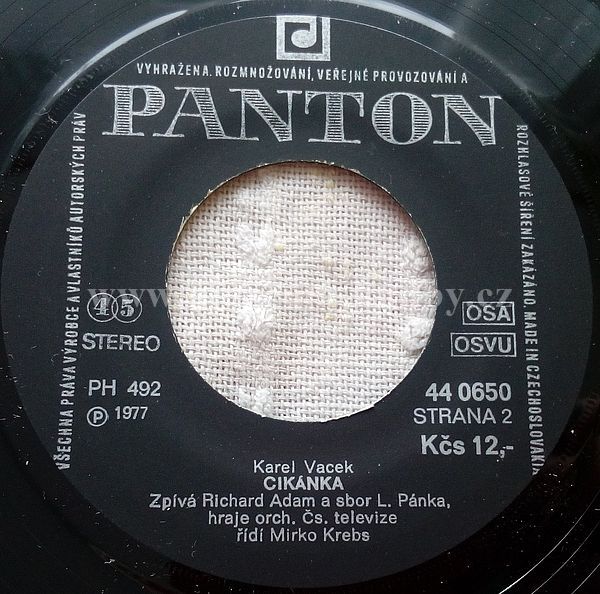 VYHRAŽENA. ROZMNOŽOVÁNÍ, VEŘEJNÉ PROVOZOVÁNÍ A
PANTON
VŠECHNA PRÁVA VÝROBCE A VLASTNÍKŮ AUTORSKÝCH PRÁV
ROZHLASOVÉ ŠÍŘENÍ ZAKÁZÁNO. MADE IN CZECHOSLOVAKIA
45
STEREO
PH 492
℗ 1977
OSA
OSVU
44 0650
STRANA 2
Kčs 12,-
Karel Vacek
CIKÁNKA
Zpívá Richard Adam a sbor L. Pánka,
hraje orch. Čs. televize
řídí Mirko Krebs